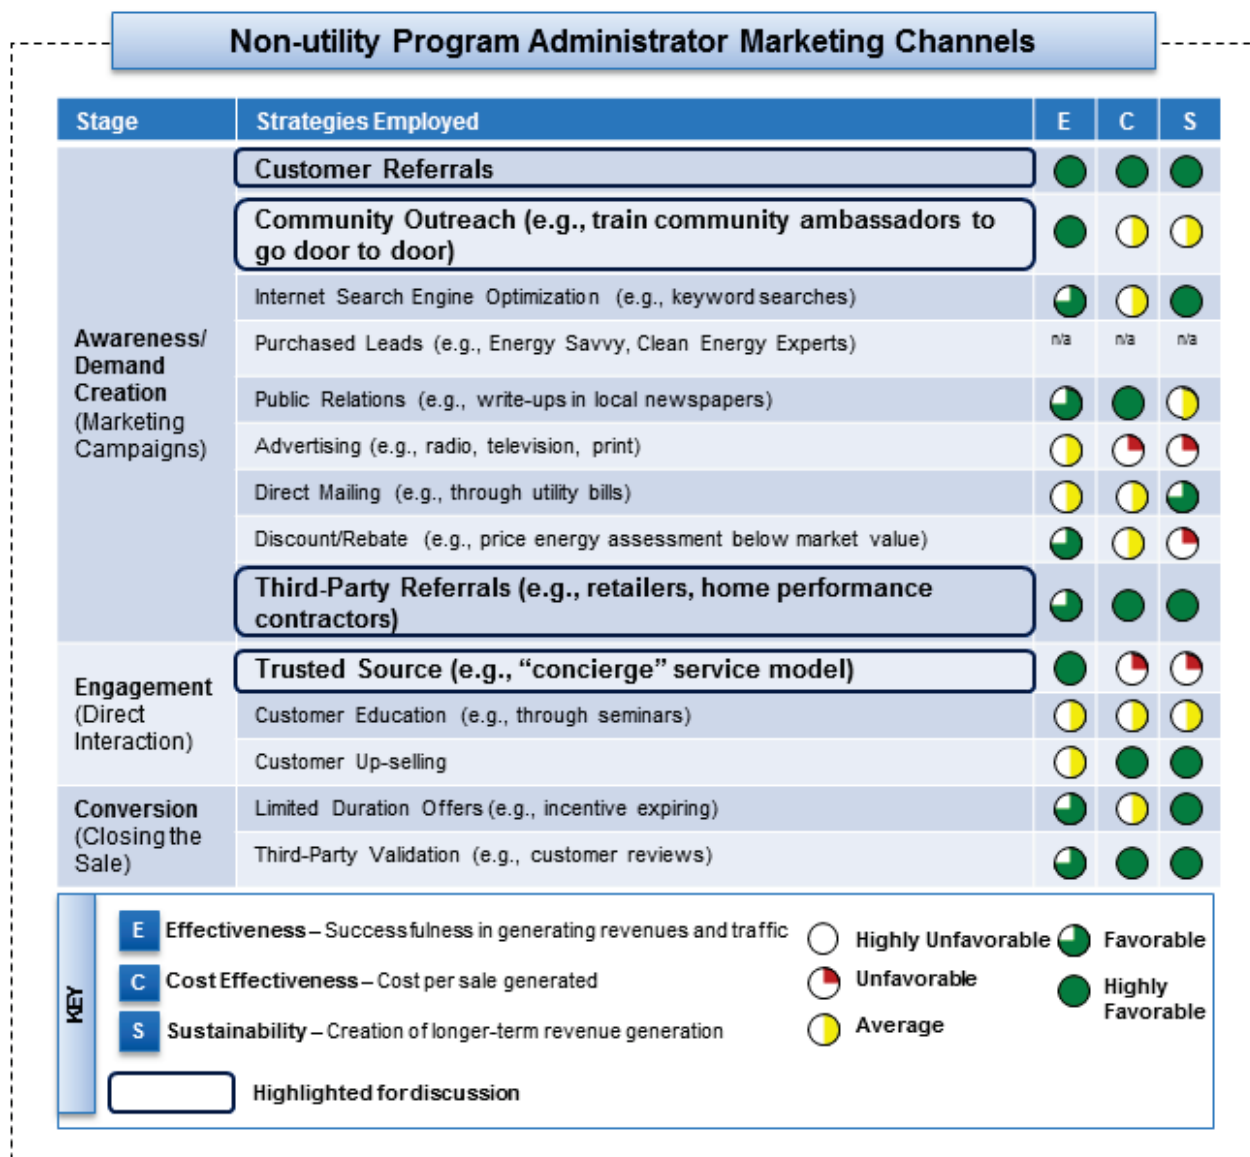 Non-utility Program Administrator Marketing Channels
Stage Strategies Employed E C S
Awareness/
Demand
Creation
(Marketing
Campaigns)
Customer Referrals
Community Outreach (e.g., train community ambassadors to
go door to door)
Internet Search Engine Optimization (e.g., keyword searches)
Purchased Leads (e.g., Energy Savvy, Clean Energy Experts) n/a n/a n/a
Public Relations (e.g., write-ups in local newspapers)
Advertising (e.g., radio, television, print)
Direct Mailing (e.g., through utility bills)
Discount/Rebate (e.g., price energy assessment below market value)
Third-Party Referrals (e.g., retailers, home performance
contractors)
Engagement
(Direct
Interaction)
Trusted Source (e.g., “concierge” service model)
Customer Education (e.g., through seminars)
Customer Up-selling
Conversion
(Closing the
Sale)
Limited Duration Offers (e.g., incentive expiring)
Third-Party Validation (e.g., customer reviews)
KEY
E Effectiveness – Successfulness in generating revenues and traffic
C Cost Effectiveness – Cost per sale generated
S Sustainability – Creation of longer-term revenue generation
Highly Unfavorable
Unfavorable
Average
Favorable
Highly
Favorable
Highlighted for discussion